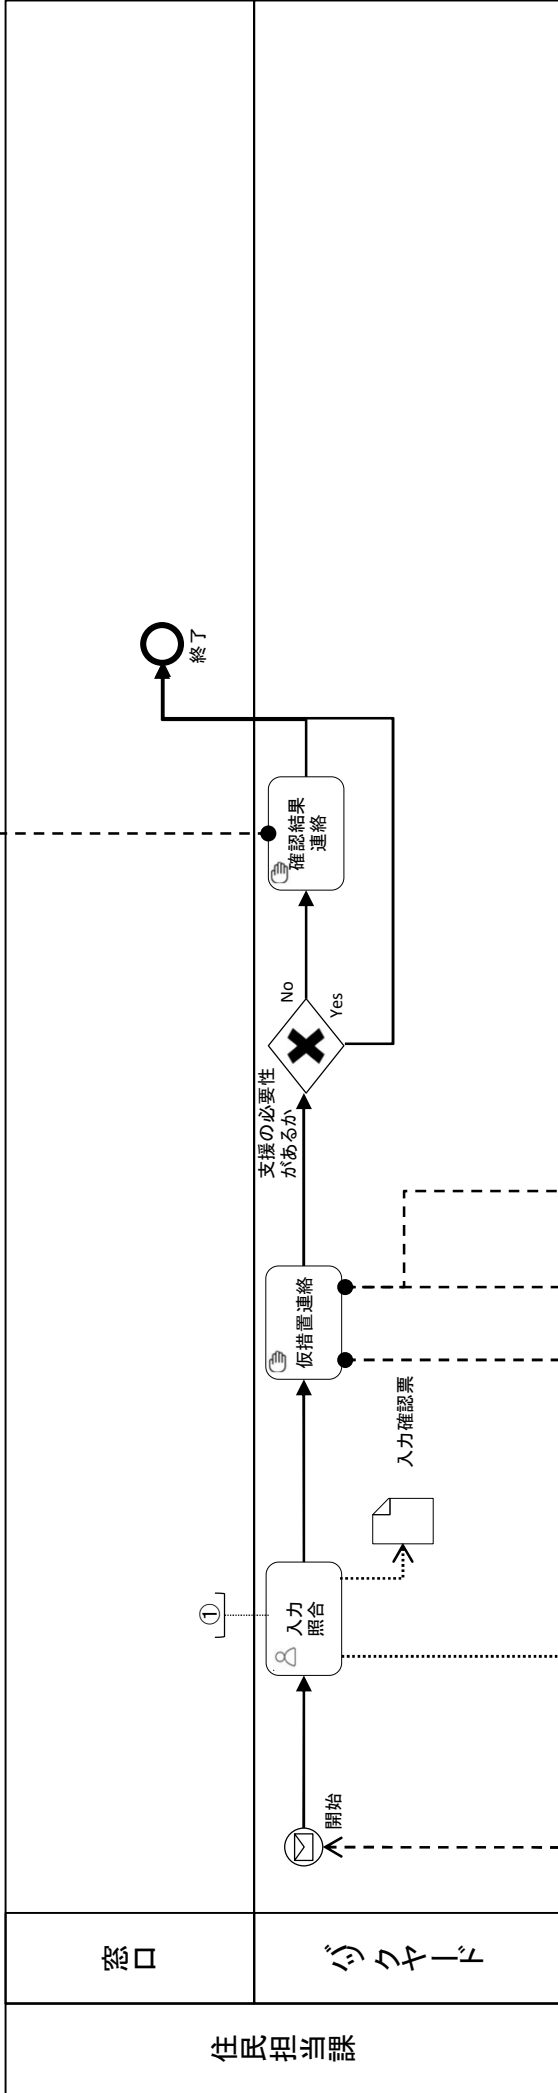 住民担当課
窓口
バックヤード
開始
①
入力
照合
入力確認票
仮措置連絡
支援の必要性
があるか
No
Yes
確認結果
連絡
終了